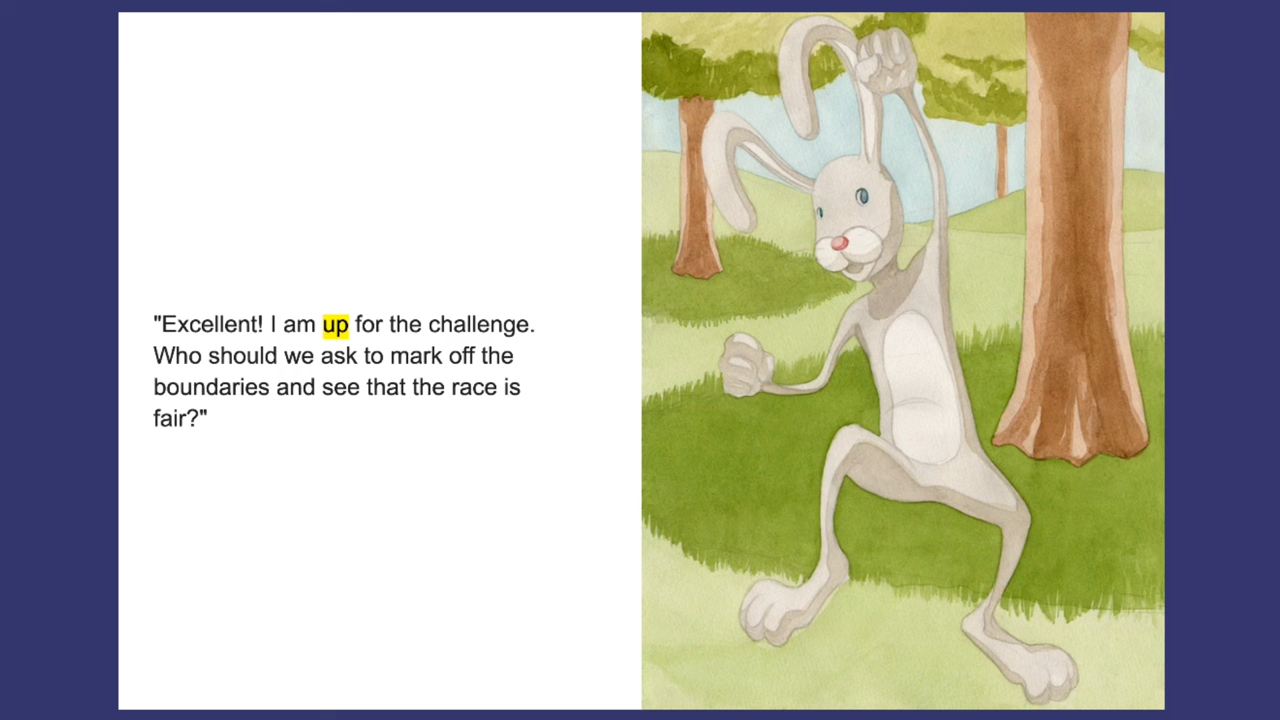 "Excellent! I am up for the challenge.
Who should we ask to mark off the
boundaries and see that the race is
fair?"